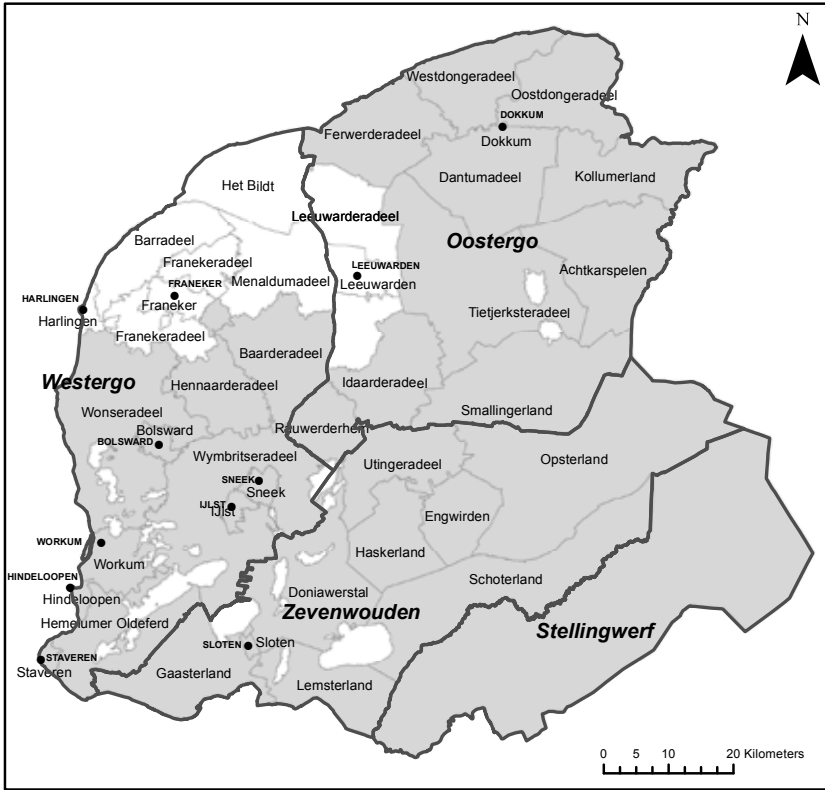 N
Westdongeradeel
Oostdongeradeel
DOKKUM
Ferwerderadeel
Dokkum
Dantumadeel
Kollumerland
Het Bildt
Leeuwarderadeel
Barradeel
Oostergo
Franekeradeel
LEEUWARDEN
Achtkarspelen
FRANEKER
Menaldumadeel
Leeuwarden
HARLINGEN
Franeker
Harlingen
Tietjerksteradeel
Franekeradeel
Baarderadeel
Westergo
Hennaarderadeel
Idaarderadeel
Wonseradeel
Smallingerland
Bolsward
Rauwerderhem
BOLSWARD
Wymbritseradeel
Utingeradeel
Opsterland
SNEEK
Sneek
IJLST
IJlst
Engwirden
WORKUM
Haskerland
Workum
HINDELOOPEN
Schoterland
Hindeloopen
Doniawerstal
Zevenwouden
Hemelumer Oldeferd
Stellingwerf
SLOTEN
Sloten
STAVEREN
Staveren
Gaasterland
Lemsterland
0 5 10 20 Kilometers